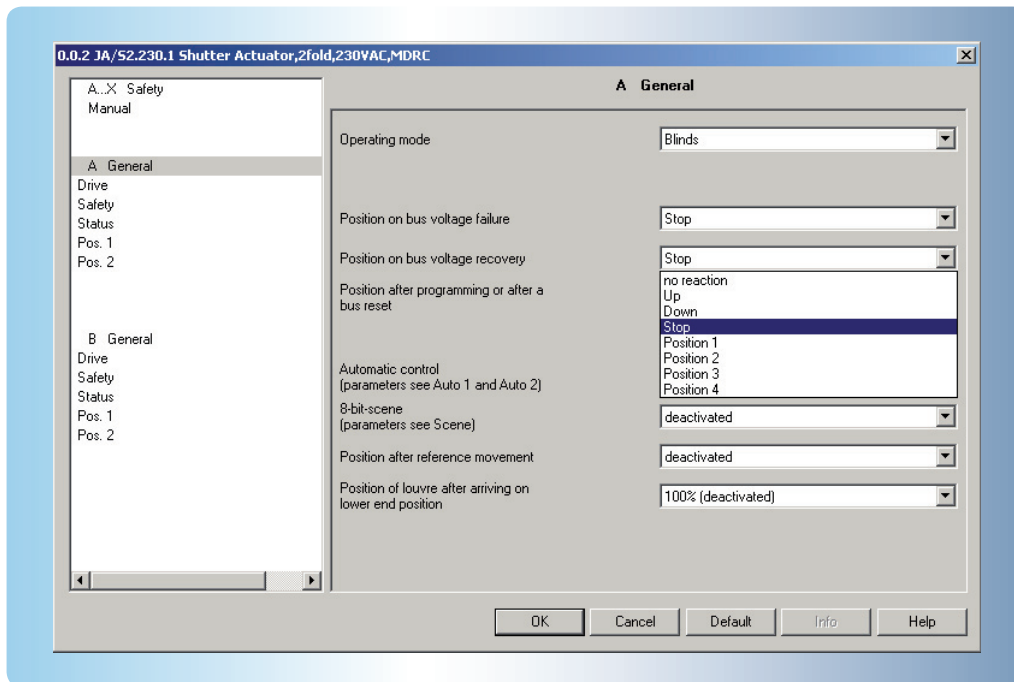 0.0.2 JA/S2.230.1 Shutter Actuator,2fold,230VAC,MDRC
A...X Safety
Manual
A General
Drive
Safety
Status
Pos. 1
Pos. 2
B General
Drive
Safety
Status
Pos. 1
Pos. 2
A General
Operating mode
Blinds
Position on bus voltage failure
Stop
Position on bus voltage recovery
Stop
Position after programming or after a
bus reset
no reaction
Up
Down
Stop
Position 1
Position 2
Position 3
Position 4
Automatic control
(parameters see Auto 1 and Auto 2)
8-bit-scene
(parameters see Scene)
deactivated
Position after reference movement
deactivated
Position of louvre after arriving on
lower end position
100% (deactivated)
OK
Cancel
Default
Info
Help